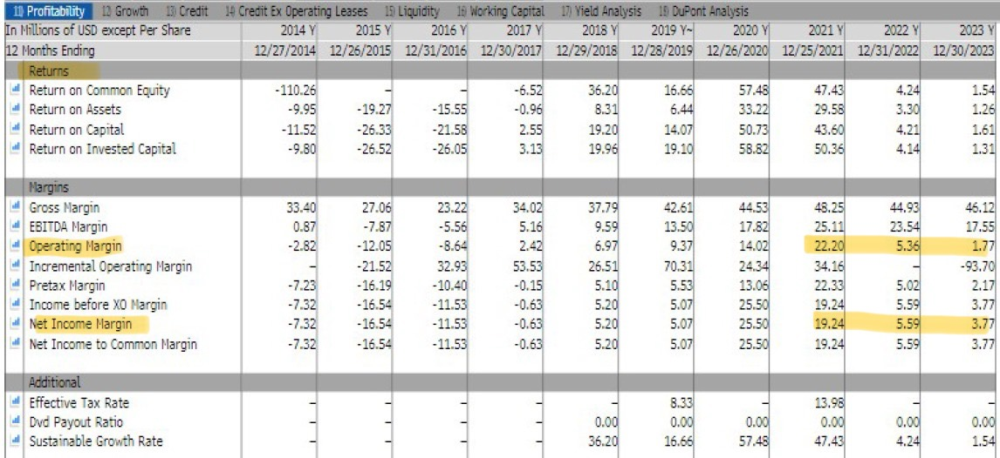 11) Profitability 12) Growth 13) Credit 14) Credit Ex Operating Leases 15) Liquidity 16) Working Capital 17) Yield Analysis 18) DuPont Analysis
In Millions of USD except Per Share 2014 Y 2015 Y 2016 Y 2017 Y 2018 Y 2019 Y~ 2020 Y 2021 Y 2022 Y 2023 Y
12 Months Ending 12/27/2014 12/26/2015 12/31/2016 12/30/2017 12/29/2018 12/28/2019 12/26/2020 12/25/2021 12/31/2022 12/30/2023
Returns
Return on Common Equity -110.26 – – -6.52 36.20 16.66 57.48 47.43 4.24 1.54
Return on Assets -9.95 -19.27 -15.55 -0.96 8.31 6.44 33.22 29.58 3.30 1.26
Return on Capital -11.52 -26.33 -21.58 2.55 19.20 14.07 50.73 43.60 4.21 1.61
Return on Invested Capital -9.80 -26.52 -26.05 3.13 19.96 19.10 58.82 50.36 4.14 1.31
Margins
Gross Margin 33.40 27.06 23.22 34.02 37.79 42.61 44.53 48.25 44.93 46.12
EBITDA Margin 0.87 -7.87 -5.56 5.16 9.59 13.50 17.82 25.11 23.54 17.55
Operating Margin -2.82 -12.05 -8.64 2.42 6.97 9.37 14.02 22.20 5.36 1.77
Incremental Operating Margin – -21.52 32.93 53.53 26.51 70.31 24.34 34.16 – -93.70
Pretax Margin -7.23 -16.19 -10.40 -0.15 5.10 5.53 13.06 22.33 5.02 2.17
Income before XO Margin -7.32 -16.54 -11.53 -0.63 5.20 5.07 25.50 19.24 5.59 3.77
Net Income Margin -7.32 -16.54 -11.53 -0.63 5.20 5.07 25.50 19.24 5.59 3.77
Net Income to Common Margin -7.32 -16.54 -11.53 -0.63 5.20 5.07 25.50 19.24 5.59 3.77
Additional
Effective Tax Rate – – – – – 8.33 – 13.98 – –
Dvd Payout Ratio – – – – 0.00 0.00 0.00 0.00 0.00 0.00
Sustainable Growth Rate – – – – 36.20 16.66 57.48 47.43 4.24 1.54